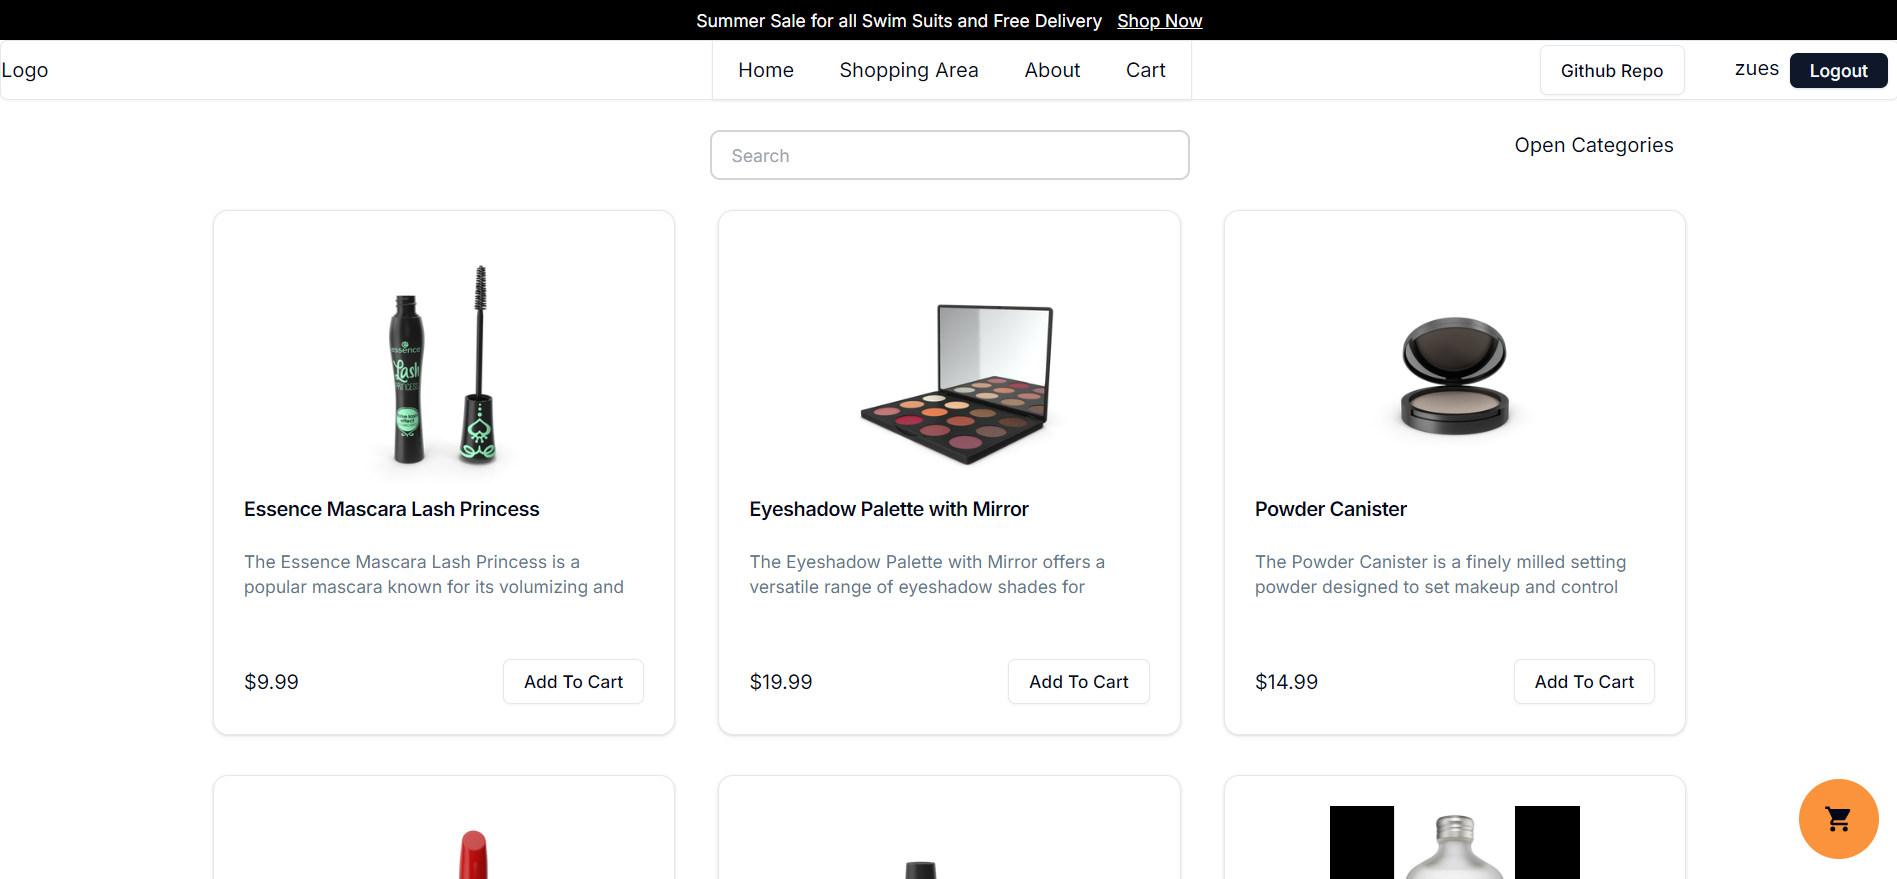 Summer Sale for all Swim Suits and Free Delivery Shop Now
Logo
Home Shopping Area About Cart
Github Repo
zues
Logout
Search
Open Categories
essence
Lash
PRINCESS
Essence Mascara Lash Princess
The Essence Mascara Lash Princess is a
popular mascara known for its volumizing and
$9.99
Add To Cart
Eyeshadow Palette with Mirror
The Eyeshadow Palette with Mirror offers a
versatile range of eyeshadow shades for
$19.99
Add To Cart
Powder Canister
The Powder Canister is a finely milled setting
powder designed to set makeup and control
$14.99
Add To Cart